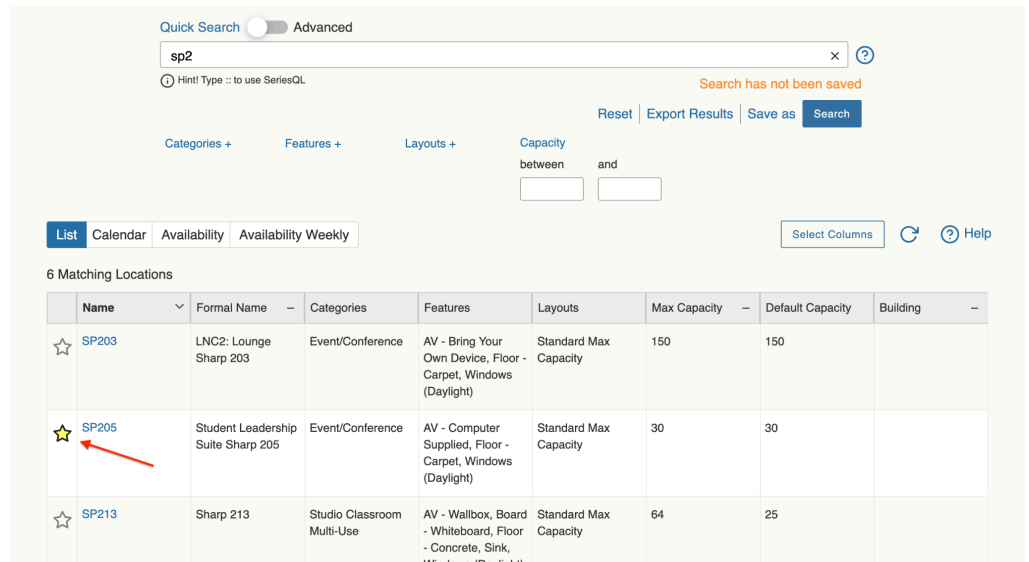 Quick Search Advanced
sp2
Hint! Type :: to use SeriesQL
Search has not been saved
Reset Export Results Save as Search
Categories + Features + Layouts + Capacity
between and
List Calendar Availability Availability Weekly Select Columns Help
6 Matching Locations
Name Formal Name – Categories Features Layouts Max Capacity – Default Capacity Building –
SP203 LNC2: Lounge Event/Conference AV - Bring Your Standard Max 150 150
Sharp 203 Own Device, Floor - Capacity
Carpet, Windows
(Daylight)
SP205 Student Leadership Event/Conference AV - Computer Standard Max 30 30
Suite Sharp 205 Supplied, Floor - Capacity
Carpet, Windows
(Daylight)
SP213 Sharp 213 Studio Classroom AV - Wallbox, Board Standard Max 64 25
Multi-Use - Whiteboard, Floor Capacity
- Concrete, Sink,